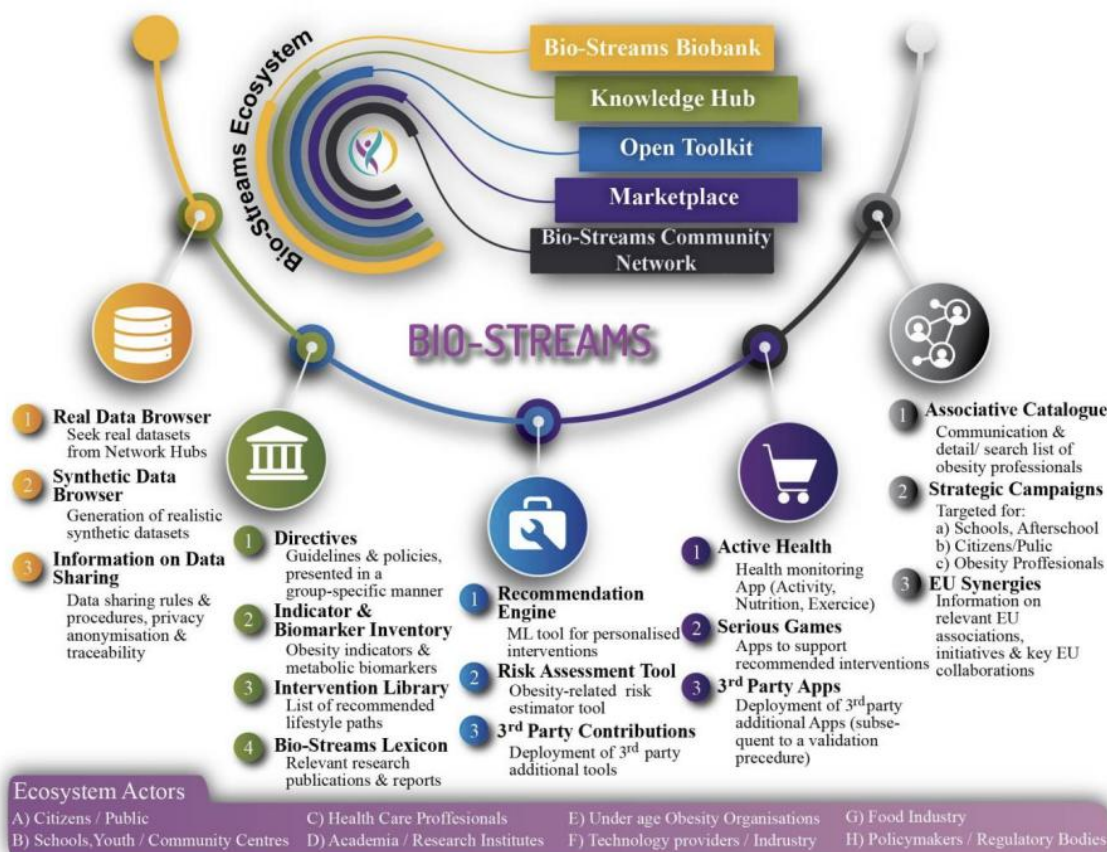 Bio-Streams Ecosystem
Bio-Streams Biobank
Knowledge Hub
Open Toolkit
Marketplace
Bio-Streams Community
Network
BIO-STREAMS
1 Real Data Browser
Seek real datasets
from Network Hubs
2 Synthetic Data
Browser
Generation of realistic
synthetic datasets
3 Information on Data
Sharing
Data sharing rules &
procedures, privacy
anonymisation &
traceability
1 Directives
Guidelines & policies,
presented in a
group-specific manner
2 Indicator &
Biomarker Inventory
Obesity indicators &
metabolic biomarkers
3 Intervention Library
List of recommended
lifestyle paths
4 Bio-Streams Lexicon
Relevant research
publications & reports
1 Recommendation
Engine
ML tool for personalised
interventions
2 Risk Assessment Tool
Obesity-related risk
estimator tool
3 3rd Party Contributions
Deployment of 3rd party
additional tools
1 Active Health
Health monitoring
App (Activity,
Nutrition, Exercice)
2 Serious Games
Apps to support
recommended interventions
3 3rd Party Apps
Deployment of 3rd party
additional Apps (subse-
quent to a validation
precedure)
1 Associative Catalogue
Communication &
detail/ search list of
obesity professionals
2 Strategic Campaigns
Targeted for:
a) Schools, Afterschool
b) Citizens/Pulic
c) Obesity Proffesionals
3 EU Synergies
Information on
relevant EU
associations,
initiatives & key EU
collaborations
Ecosystem Actors
A) Citizens / Public
B) Schools,Youth / Community Centres
C) Health Care Proffesionals
D) Academia / Research Institutes
E) Under age Obesity Organisations
F) Technology providers / Indrustry
G) Food Industry
H) Policymakers / Regulatory Bodies